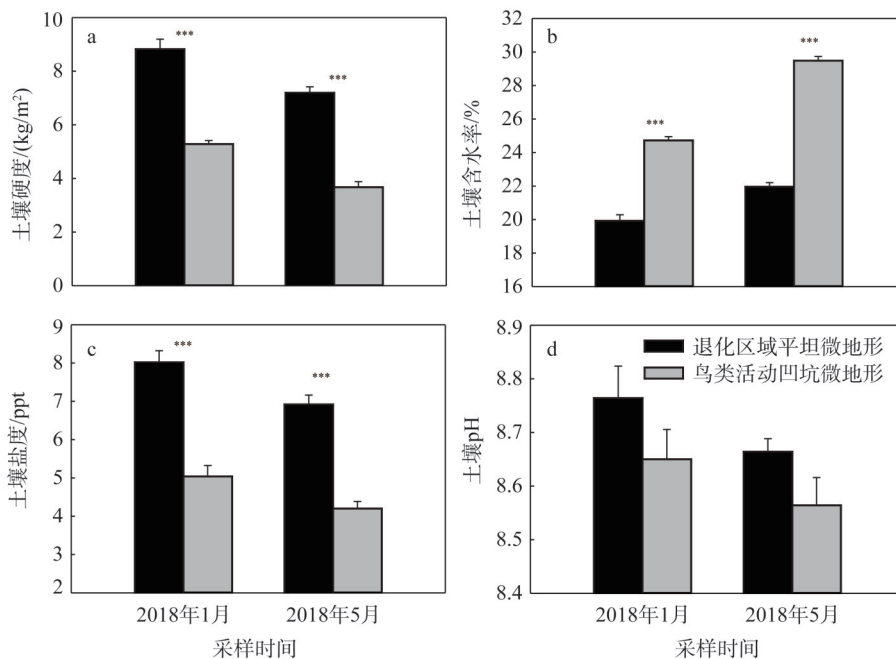 a
***
***
10
8
6
4
2
0
土壤硬度/(kg/m²)
b
***
***
32
30
28
26
24
22
20
18
16
土壤含水率/%
c
***
***
9
8
7
6
5
4
3
2
土壤盐度/ppt
2018年1月 2018年5月
采样时间
d
退化区域平坦微地形
鸟类活动凹坑微地形
8.9
8.8
8.7
8.6
8.5
8.4
土壤pH
2018年1月 2018年5月
采样时间